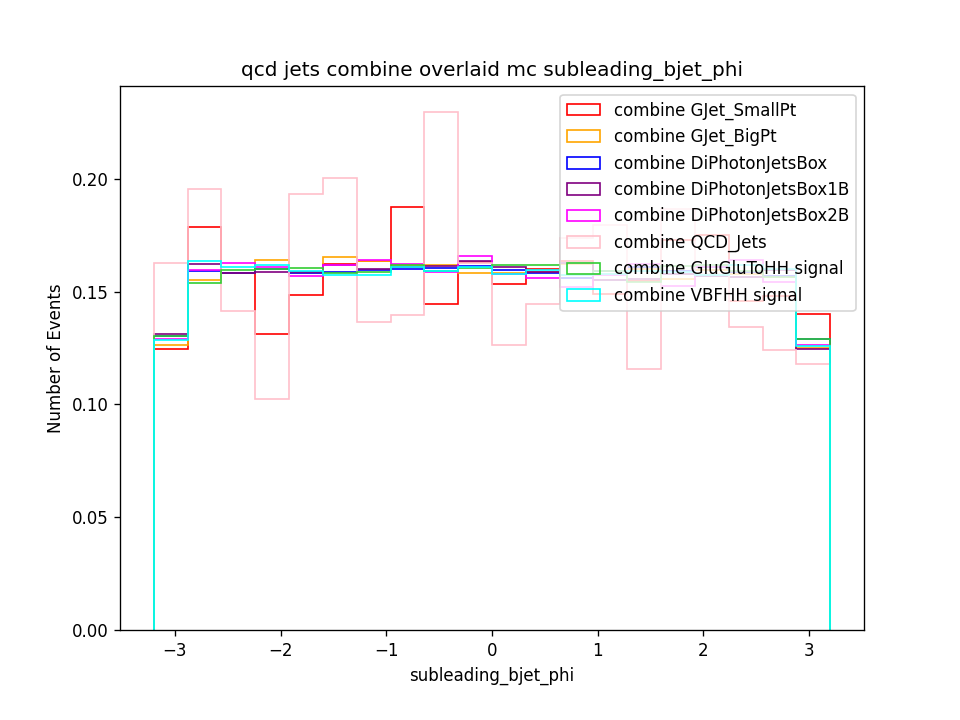 qcd jets combine overlaid mc subleading_bjet_phi
combine GJet_SmallPt
combine GJet_BigPt
combine DiPhotonJetsBox
combine DiPhotonJetsBox1B
combine DiPhotonJetsBox2B
combine QCD_Jets
combine GluGluToHH signal
combine VBFHH signal
Number of Events
0.20
0.15
0.10
0.05
0.00
−3
−2
−1
0
1
2
3
subleading_bjet_phi